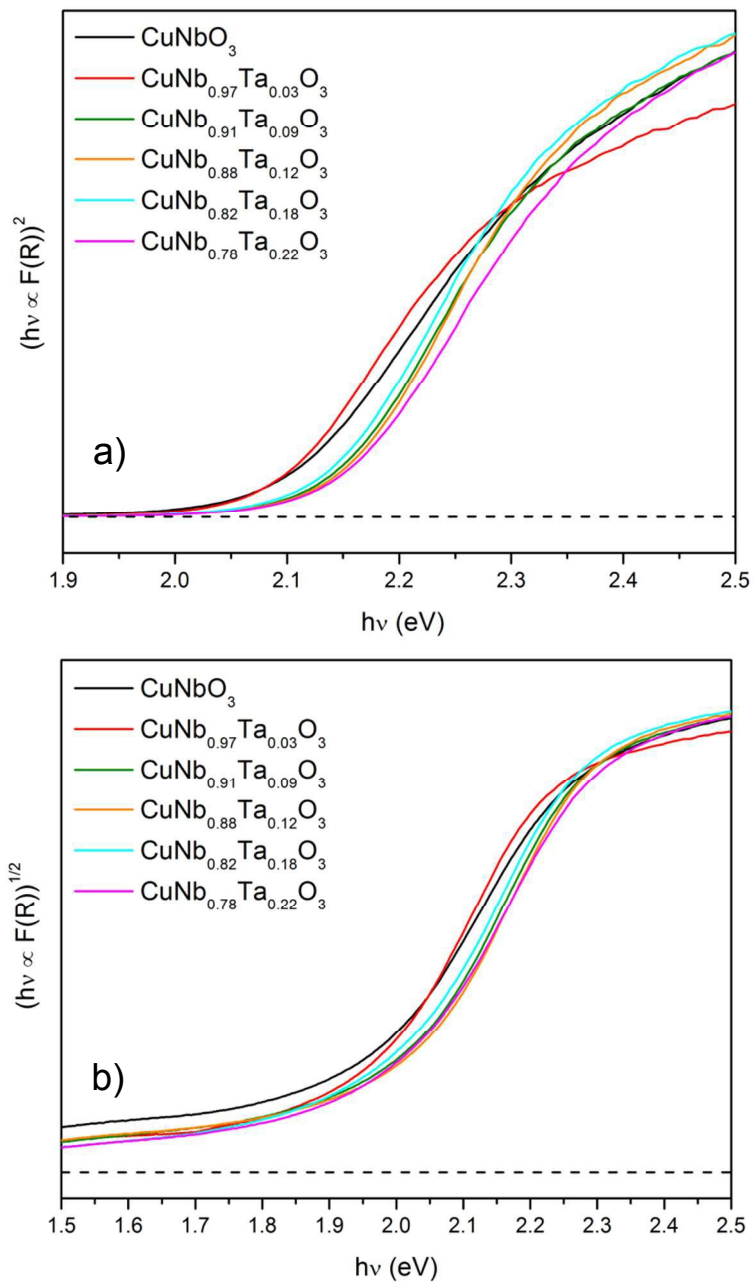 CuNbO₃
CuNb₀.₉₇Ta₀.₀₃O₃
CuNb₀.₉₁Ta₀.₀₉O₃
CuNb₀.₈₈Ta₀.₁₂O₃
CuNb₀.₈₂Ta₀.₁₈O₃
CuNb₀.₇₈Ta₀.₂₂O₃
(hν ∝ F(R))²
a)
1.9 2.0 2.1 2.2 2.3 2.4 2.5
hν (eV)
CuNbO₃
CuNb₀.₉₇Ta₀.₀₃O₃
CuNb₀.₉₁Ta₀.₀₉O₃
CuNb₀.₈₈Ta₀.₁₂O₃
CuNb₀.₈₂Ta₀.₁₈O₃
CuNb₀.₇₈Ta₀.₂₂O₃
(hν ∝ F(R))¹/²
b)
1.5 1.6 1.7 1.8 1.9 2.0 2.1 2.2 2.3 2.4 2.5
hν (eV)